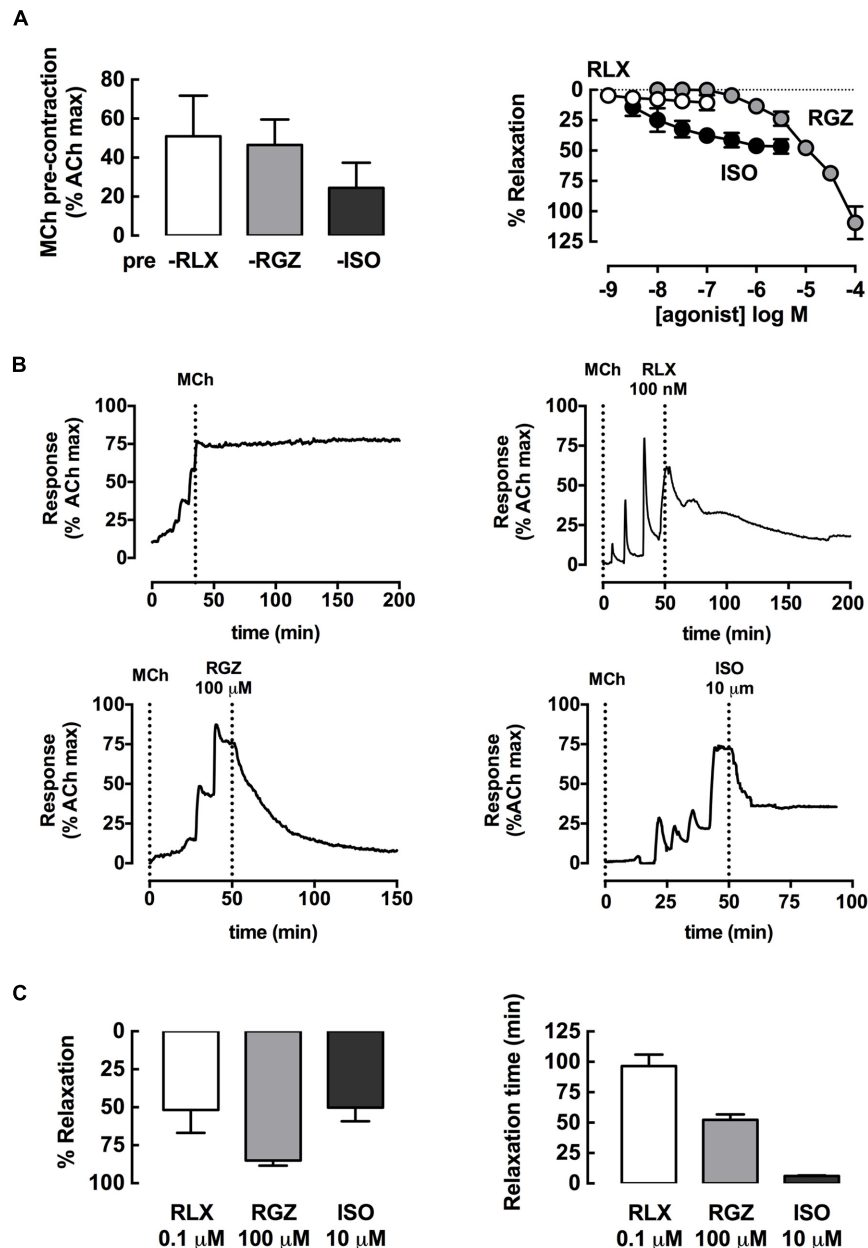 A
MCh pre-contraction
(% ACh max)
80
60
40
20
0
pre -RLX -RGZ -ISO
% Relaxation
0
25
50
75
100
125
RLX
RGZ
ISO
-9 -8 -7 -6 -5 -4
[agonist] log M
B
MCh
Response
(% ACh max)
100
75
50
25
0
0 50 100 150 200
time (min)
MCh RLX
100 nM
Response
(% ACh max)
100
75
50
25
0
0 50 100 150 200
time (min)
MCh RGZ
100 μM
Response
(% ACh max)
100
75
50
25
0
0 50 100 150
time (min)
MCh ISO
10 μm
Response
(%ACh max)
100
75
50
25
0
0 25 50 75 100
time (min)
C
% Relaxation
0
25
50
75
100
RLX RGZ ISO
0.1 μM 100 μM 10 μM
Relaxation time (min)
125
100
75
50
25
0
RLX RGZ ISO
0.1 μM 100 μM 10 μM